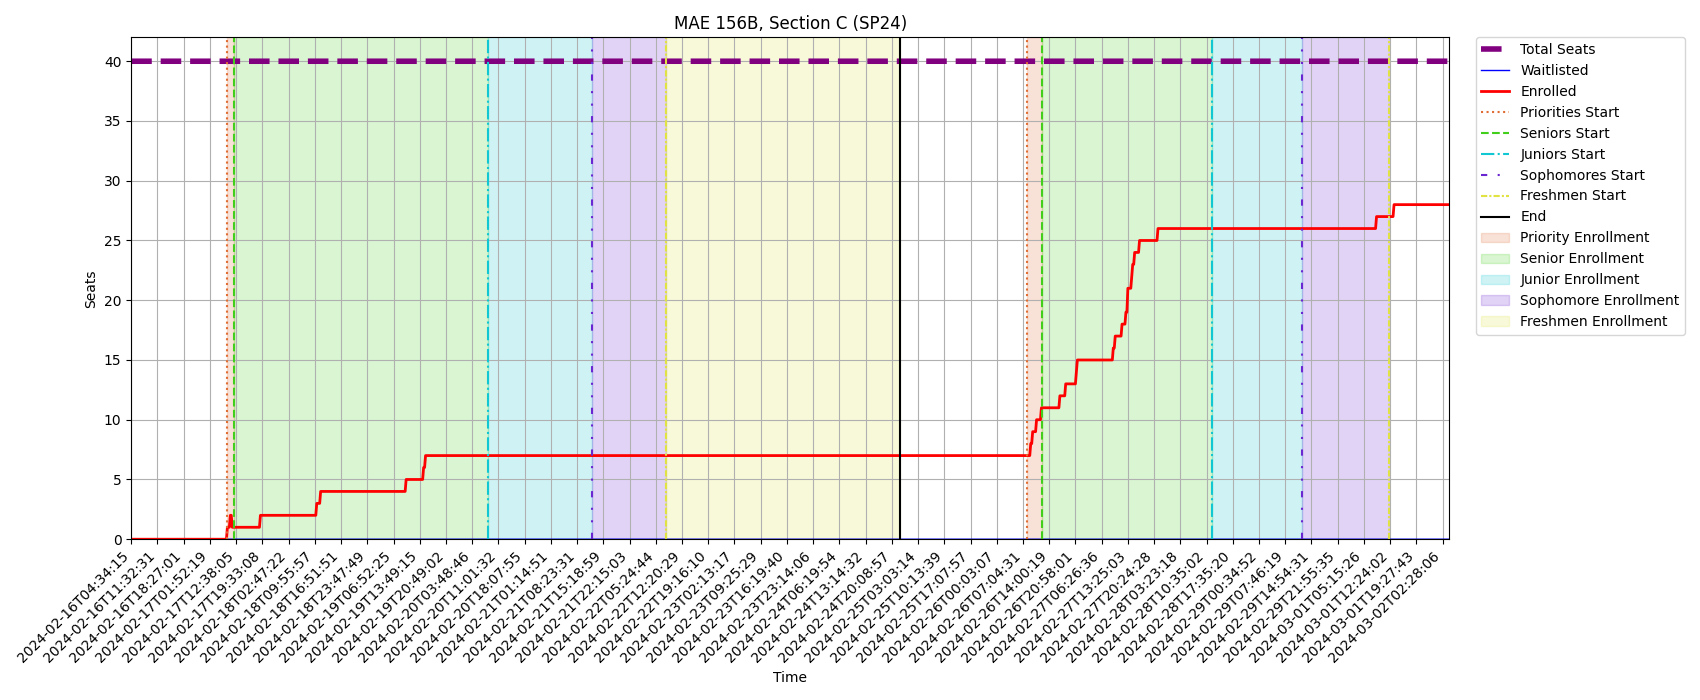 MAE 156B, Section C (SP24)
Seats
40
35
30
25
20
15
10
5
0
2024-02-16T04:34:15
2024-02-16T11:32:31
2024-02-16T18:27:01
2024-02-17T01:52:19
2024-02-17T12:38:05
2024-02-17T19:33:08
2024-02-18T02:47:22
2024-02-18T09:55:57
2024-02-18T16:51:51
2024-02-18T23:47:49
2024-02-19T06:52:25
2024-02-19T13:49:15
2024-02-19T20:49:02
2024-02-20T03:48:46
2024-02-20T11:01:32
2024-02-20T18:07:55
2024-02-21T01:14:51
2024-02-21T08:23:31
2024-02-21T15:18:59
2024-02-21T22:15:03
2024-02-22T05:24:44
2024-02-22T12:20:29
2024-02-22T19:16:10
2024-02-23T02:13:17
2024-02-23T09:25:29
2024-02-23T16:19:40
2024-02-23T23:14:06
2024-02-24T06:19:54
2024-02-24T13:14:32
2024-02-24T20:08:57
2024-02-25T03:03:14
2024-02-25T10:13:39
2024-02-25T17:07:57
2024-02-26T00:03:07
2024-02-26T07:04:31
2024-02-26T14:00:19
2024-02-26T20:58:01
2024-02-27T06:26:36
2024-02-27T13:25:03
2024-02-27T20:24:28
2024-02-28T03:23:18
2024-02-28T10:35:02
2024-02-28T17:35:20
2024-02-29T00:34:52
2024-02-29T07:46:19
2024-02-29T14:54:31
2024-02-29T21:55:35
2024-03-01T05:15:26
2024-03-01T12:24:02
2024-03-01T19:27:43
2024-03-02T02:28:06
Time
Total Seats
Waitlisted
Enrolled
Priorities Start
Seniors Start
Juniors Start
Sophomores Start
Freshmen Start
End
Priority Enrollment
Senior Enrollment
Junior Enrollment
Sophomore Enrollment
Freshmen Enrollment